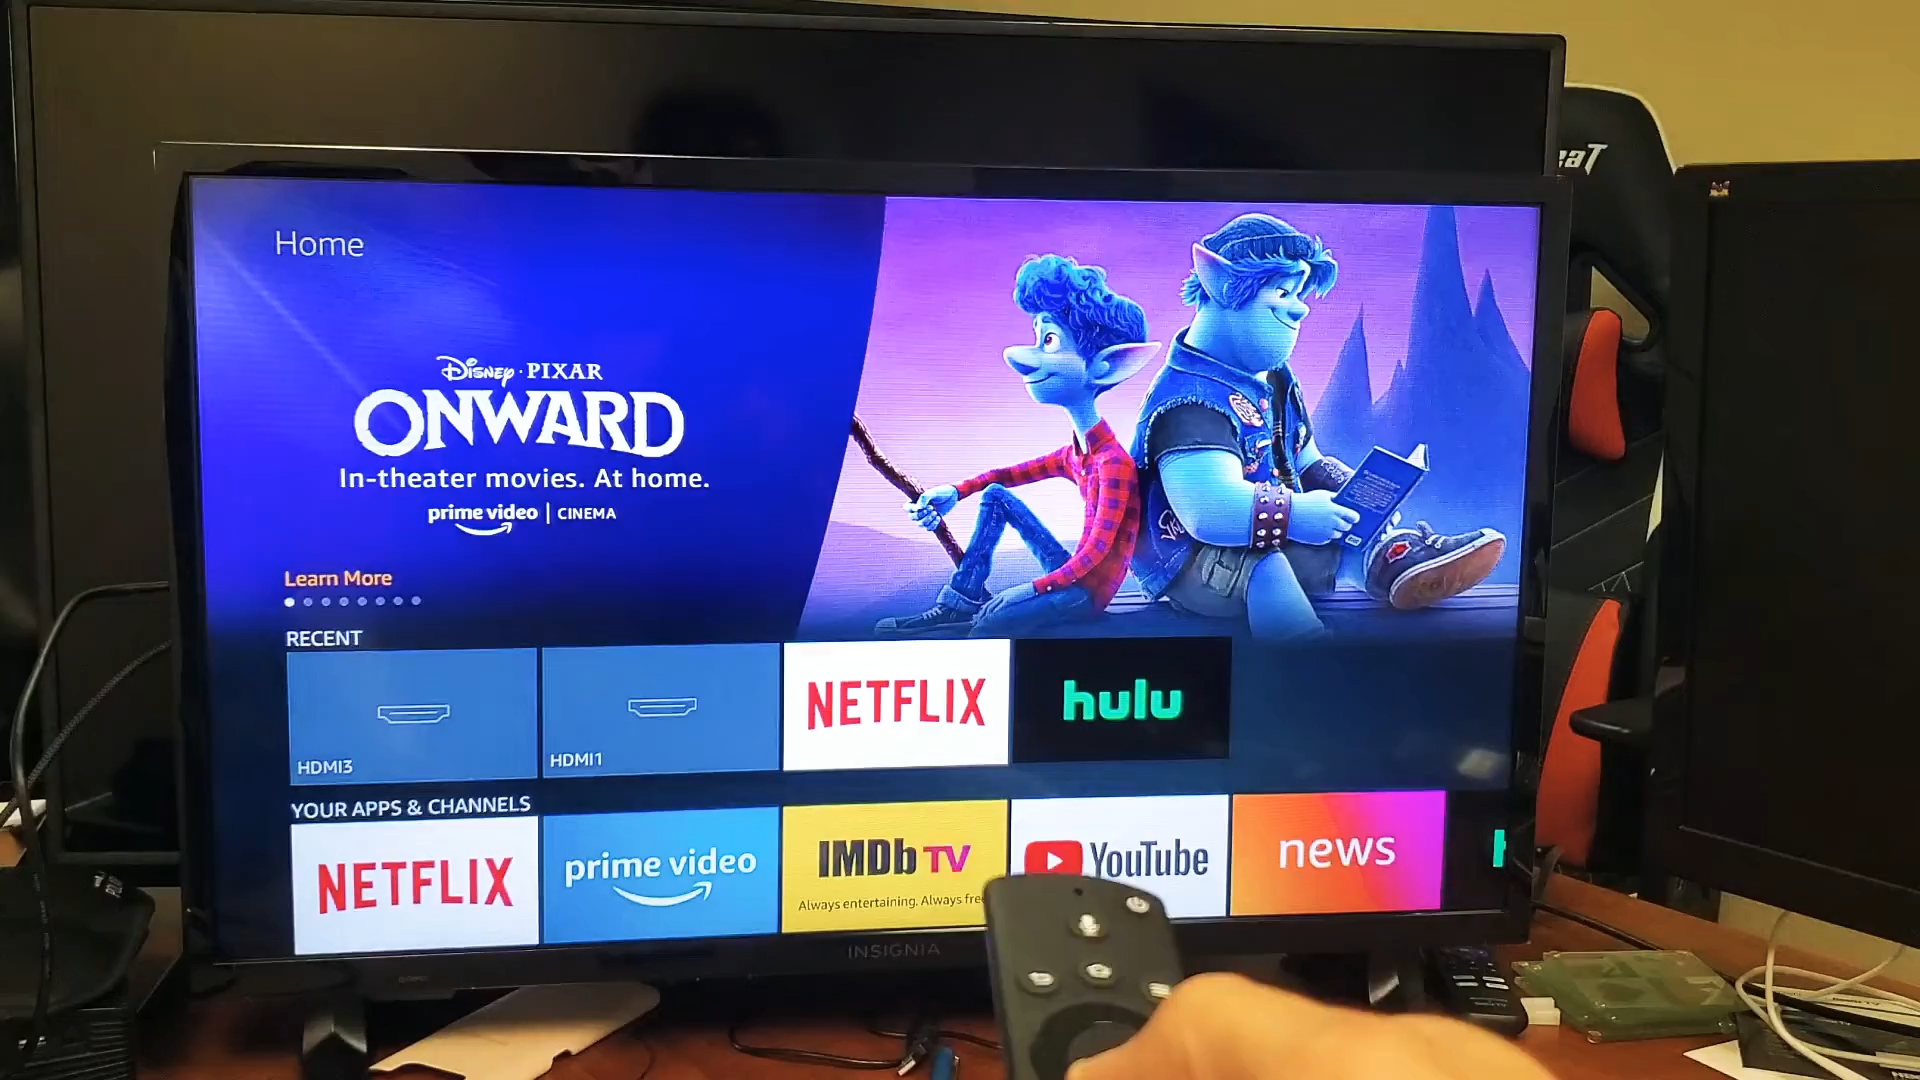 Home
Disney · PIXAR
ONWARD
In-theater movies. At home.
prime video | CINEMA
Learn More
RECENT
HDMI3
HDMI1
NETFLIX
hulu
YOUR APPS & CHANNELS
NETFLIX
prime video
IMDb TV
Always entertaining. Always fre
YouTube
news
h
INSIGNIA